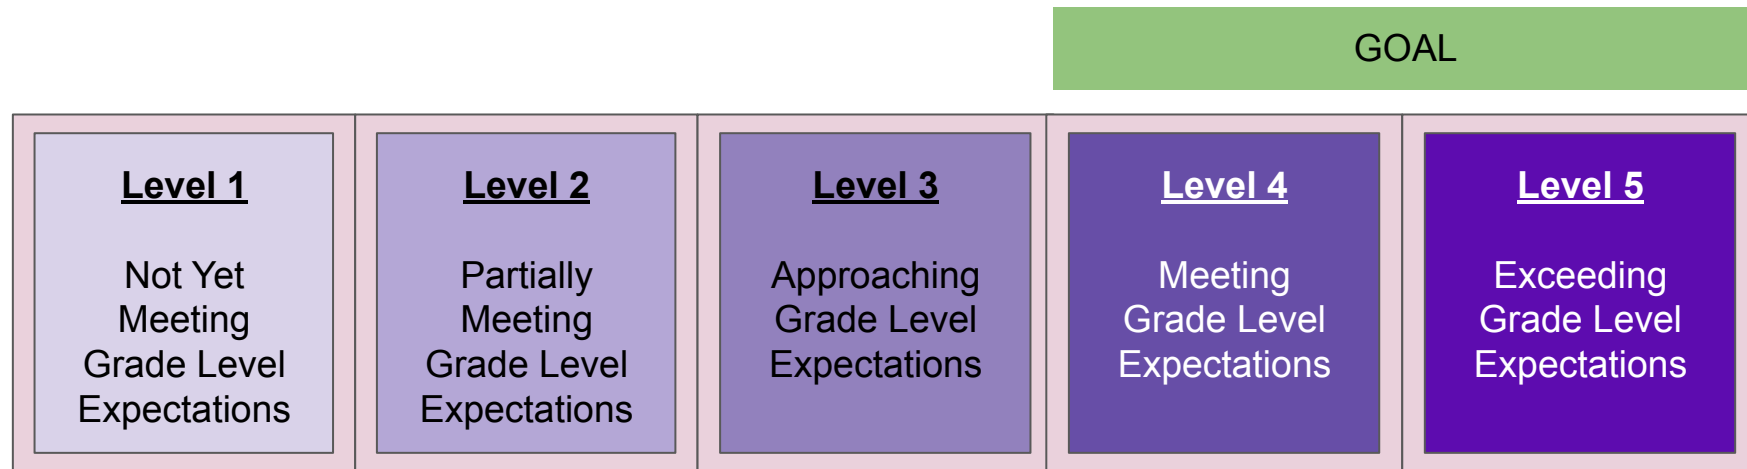 GOAL
Level 1
Not Yet
Meeting
Grade Level
Expectations
Level 2
Partially
Meeting
Grade Level
Expectations
Level 3
Approaching
Grade Level
Expectations
Level 4
Meeting
Grade Level
Expectations
Level 5
Exceeding
Grade Level
Expectations